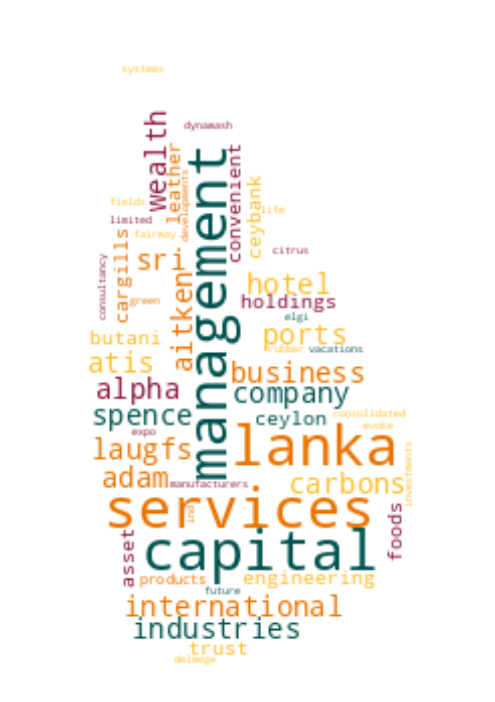 systems
dynamash
wealth
leather
developments
management
convenient
ceybank
life
fields
limited
fairway
cargills
consultancy
sri
citrus
green
aitken
hotel
holdings
elgi
ports
butani
rubber vacations
atis
business
alpha
company
spence
ceylon
consolidated
evoke
expo
lanka
laugfs
investments
adam
manufacturers
carbons
services
ind
foods
asset
capital
products
engineering
future
international
industries
trust
delmege